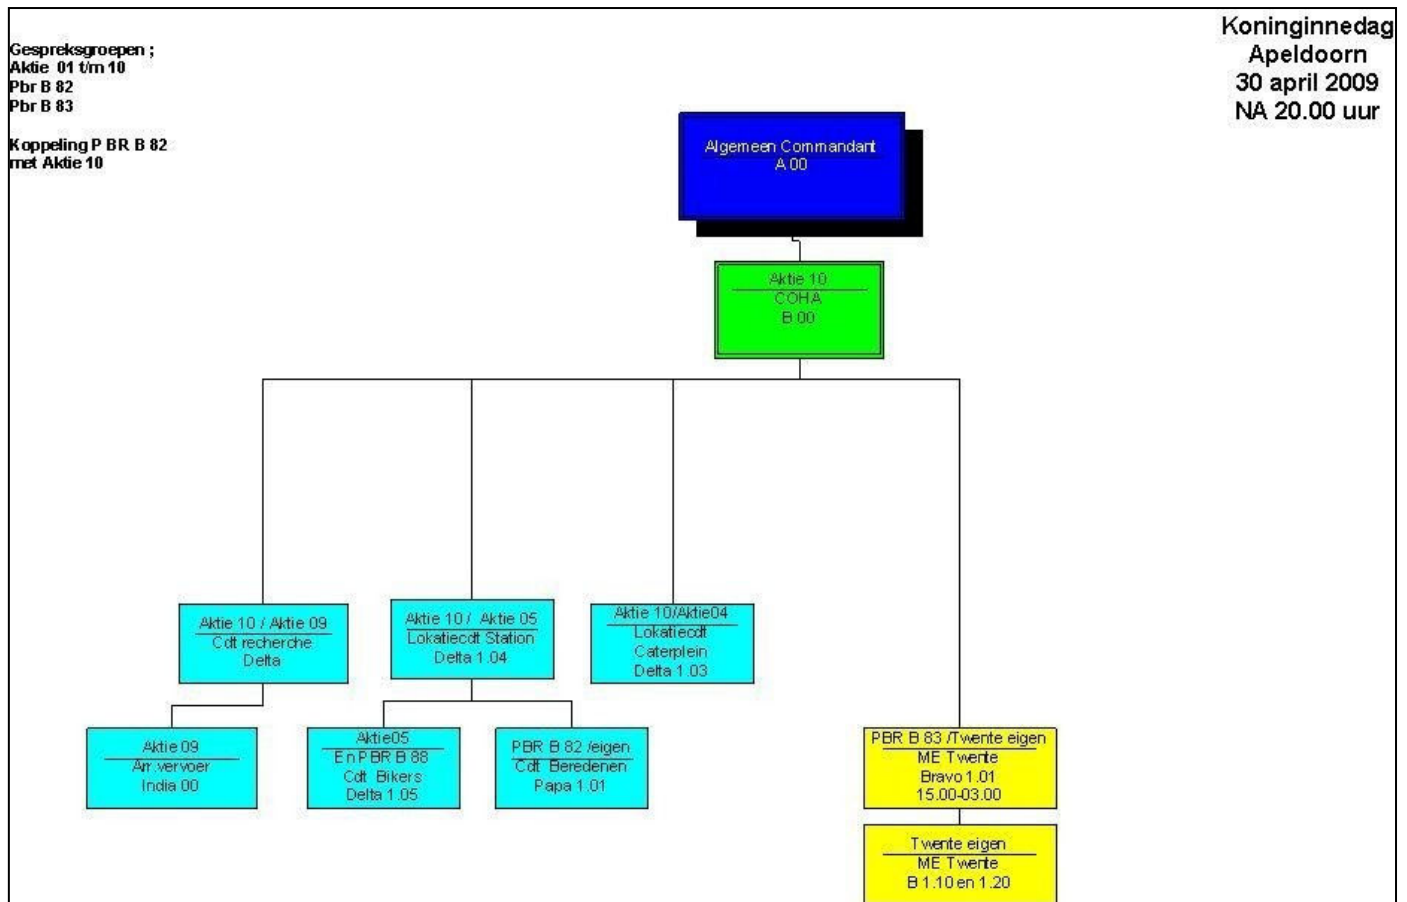 Gespreksgroepen ;
Aktie 01 t/m 10
Pbr B 82
Pbr B 83
Koppeling P BR B 82
met Aktie 10
Koninginnedag
Apeldoorn
30 april 2009
NA 20.00 uur
Algemeen Commandant
A 00
Aktie 10
COHA
B 00
Aktie 10 / Aktie 09
Cdt recherche
Delta
Aktie 10 / Aktie 05
Lokatiecdt Station
Delta 1.04
Aktie 10/Aktie04
Lokatiecdt
Caterplein
Delta 1.03
Aktie 09
Arr.vervoer
India 00
Aktie05
En PBR B 88
Cdt Bikers
Delta 1.05
PBR B 82 /eigen
Cdt Beredenen
Papa 1.01
PBR B 83 /Twente eigen
ME Twente
Bravo 1.01
15.00-03.00
Twente eigen
ME Twente
B 1.10 en 1.20